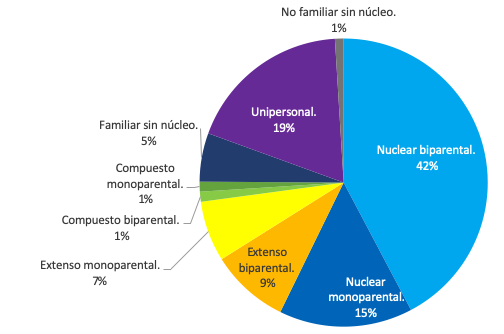 No familiar sin núcleo.
1%
Nuclear biparental.
42%
Nuclear
monoparental.
15%
Extenso
biparental.
9%
Extenso monoparental.
7%
Compuesto biparental.
1%
Compuesto
monoparental.
1%
Familiar sin núcleo.
5%
Unipersonal.
19%